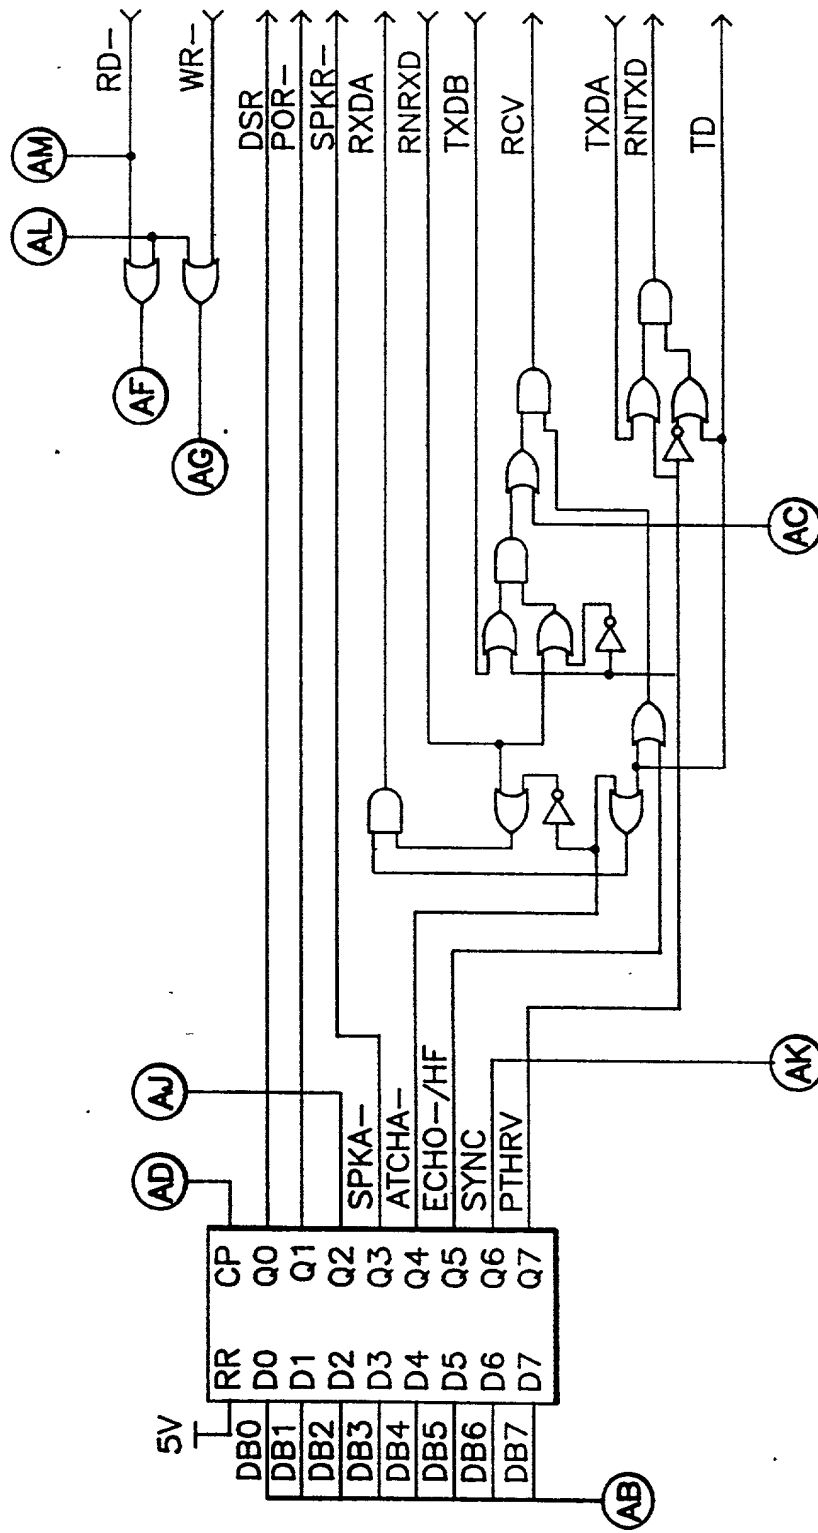 5V
RR CP
DB0 D0 Q0
DB1 D1 Q1
DB2 D2 Q2
DB3 D3 Q3
DB4 D4 Q4
DB5 D5 Q5
DB6 D6 Q6
DB7 D7 Q7
AB
AD
AJ
SPKA–
ATCHA–
ECHO–/HF
SYNC
PTHRV
AK
AG
AF
AL
AM
AC
RD–
WR–
DSR
POR–
SPKR–
RXDA
RNRXD
TXDB
RCV
TXDA
RNTXD
TD